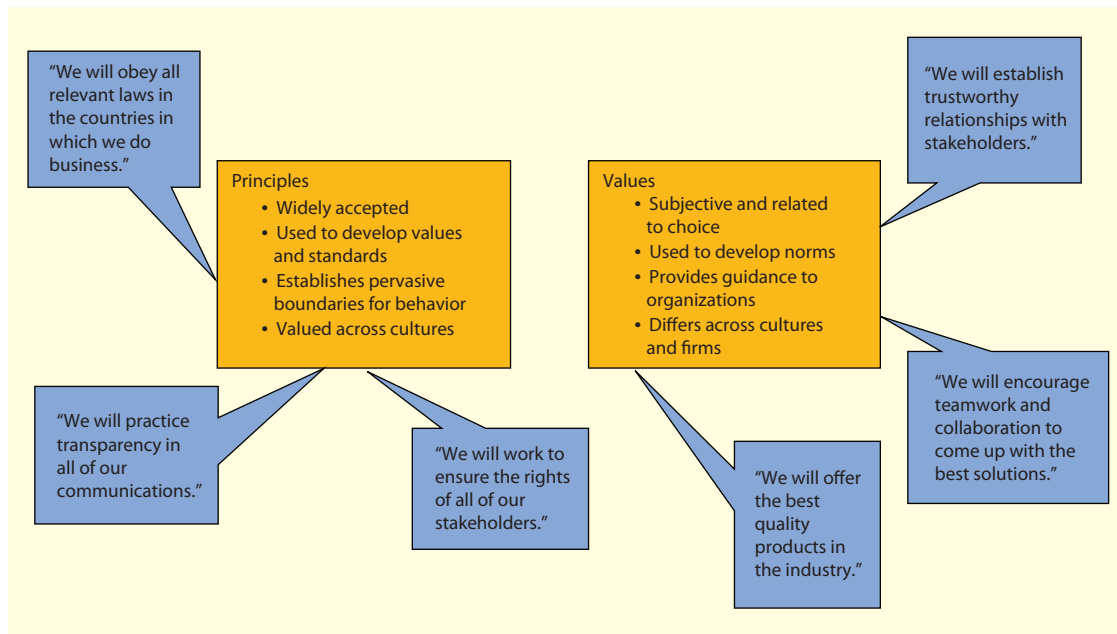 “We will obey all
relevant laws in
the countries in
which we do
business.”
Principles
• Widely accepted
• Used to develop values
and standards
• Establishes pervasive
boundaries for behavior
• Valued across cultures
“We will practice
transparency in
all of our
communications.”
“We will work to
ensure the rights
of all of our
stakeholders.”
Values
• Subjective and related
to choice
• Used to develop norms
• Provides guidance to
organizations
• Differs across cultures
and firms
“We will establish
trustworthy
relationships with
stakeholders.”
“We will encourage
teamwork and
collaboration to
come up with the
best solutions.”
“We will offer
the best
quality
products in
the industry.”